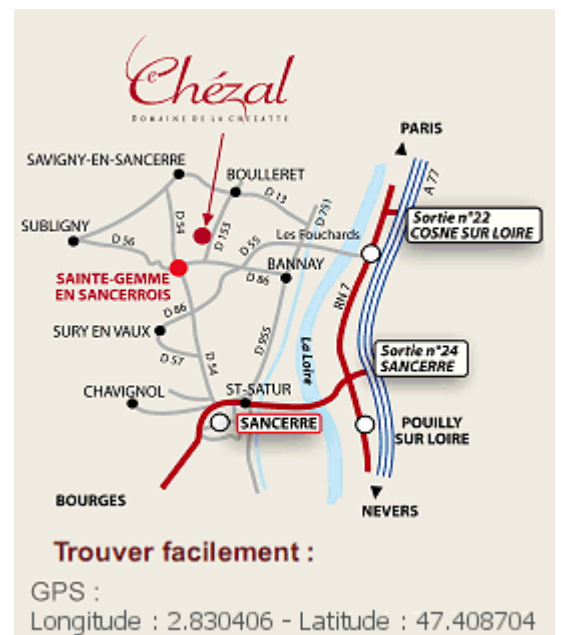 le Chézal
DOMAINE DE LA CHEZATTE
PARIS
SAVIGNY-EN-SANCERRE
BOULLERET
A 77
D 13
D 751
SUBLIGNY
D 54
D 153
Sortie n°22
COSNE SUR LOIRE
D 56
D 55
Les Fouchards
SAINTE-GEMME
EN SANCERROIS
BANNAY
D 86
RN 7
D 86
SURY EN VAUX
D 57
D 54
D 955
La Loire
Sortie n°24
SANCERRE
CHAVIGNOL
ST-SATUR
SANCERRE
POUILLY
SUR LOIRE
BOURGES
NEVERS
Trouver facilement :
GPS :
Longitude : 2.830406 - Latitude : 47.408704